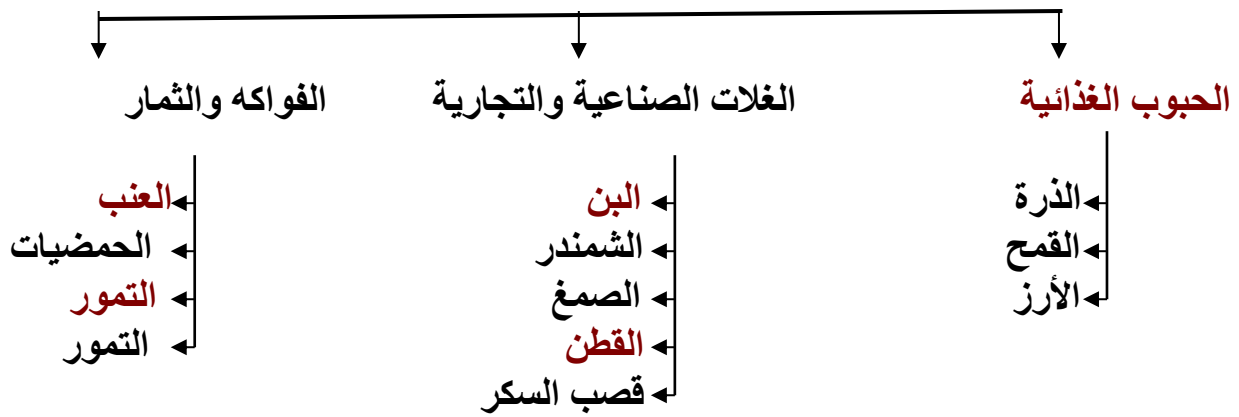 الحبوب الغذائية
الذرة
القمح
الأرز
الغلات الصناعية والتجارية
البن
الشمندر
الصمغ
القطن
قصب السكر
الفواكه والثمار
العنب
الحمضيات
التمور
التمور